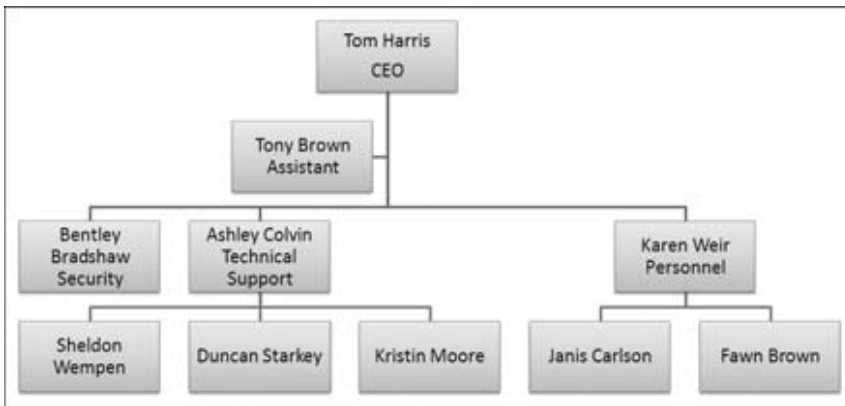 Tom Harris
CEO
Tony Brown
Assistant
Bentley
Bradshaw
Security
Ashley Colvin
Technical
Support
Karen Weir
Personnel
Sheldon
Wempen
Duncan Starkey
Kristin Moore
Janis Carlson
Fawn Brown